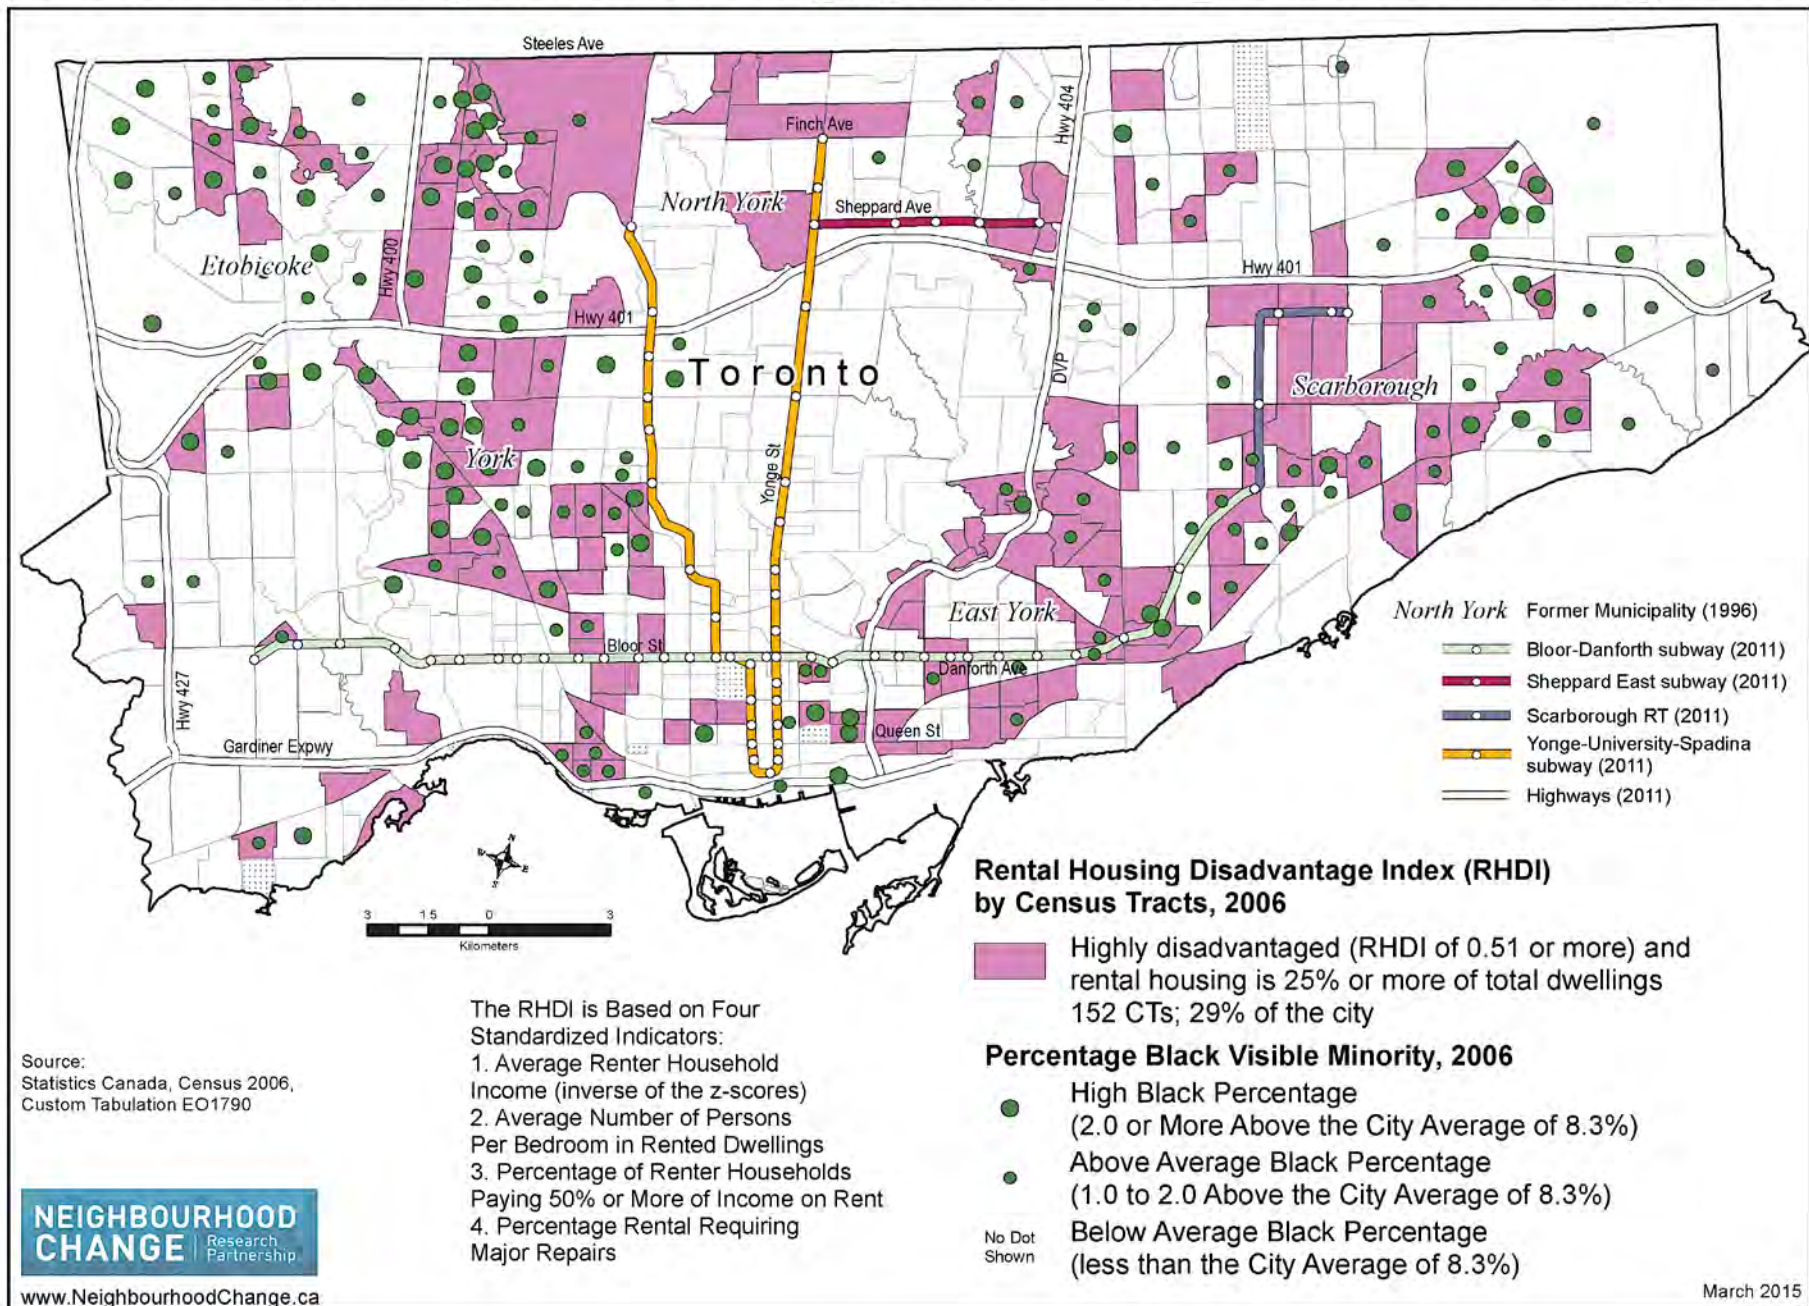 Steeles Ave
Finch Ave
Hwy 404
North York
Sheppard Ave
Etobicoke
Hwy 400
Hwy 401
Hwy 401
Toronto
DVP
Scarborough
York
Yonge St
East York
Bloor St
Danforth Ave
Hwy 427
Gardiner Expwy
Queen St
North York Former Municipality (1996)
Bloor-Danforth subway (2011)
Sheppard East subway (2011)
Scarborough RT (2011)
Yonge-University-Spadina
subway (2011)
Highways (2011)
N
W E
S
3 1.5 0 3
Kilometers
Rental Housing Disadvantage Index (RHDI)
by Census Tracts, 2006
Highly disadvantaged (RHDI of 0.51 or more) and
rental housing is 25% or more of total dwellings
152 CTs; 29% of the city
Percentage Black Visible Minority, 2006
High Black Percentage
(2.0 or More Above the City Average of 8.3%)
Above Average Black Percentage
(1.0 to 2.0 Above the City Average of 8.3%)
No Dot
Shown
Below Average Black Percentage
(less than the City Average of 8.3%)
The RHDI is Based on Four
Standardized Indicators:
1. Average Renter Household
Income (inverse of the z-scores)
2. Average Number of Persons
Per Bedroom in Rented Dwellings
3. Percentage of Renter Households
Paying 50% or More of Income on Rent
4. Percentage Rental Requiring
Major Repairs
Source:
Statistics Canada, Census 2006,
Custom Tabulation EO1790
NEIGHBOURHOOD
CHANGE Research
Partnership
www.NeighbourhoodChange.ca
March 2015